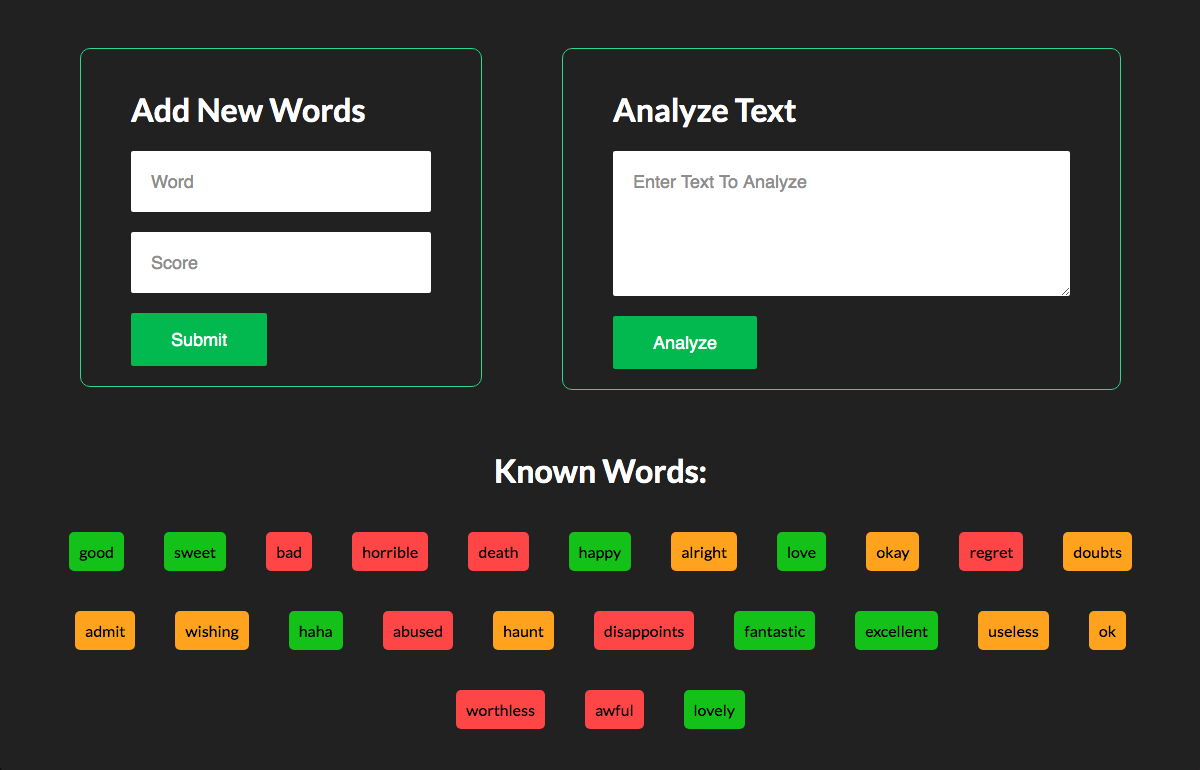 Add New Words
Word
Score
Submit
Analyze Text
Enter Text To Analyze
Analyze
Known Words:
good sweet bad horrible death happy alright love okay regret doubts
admit wishing haha abused haunt disappoints fantastic excellent useless ok
worthless awful lovely